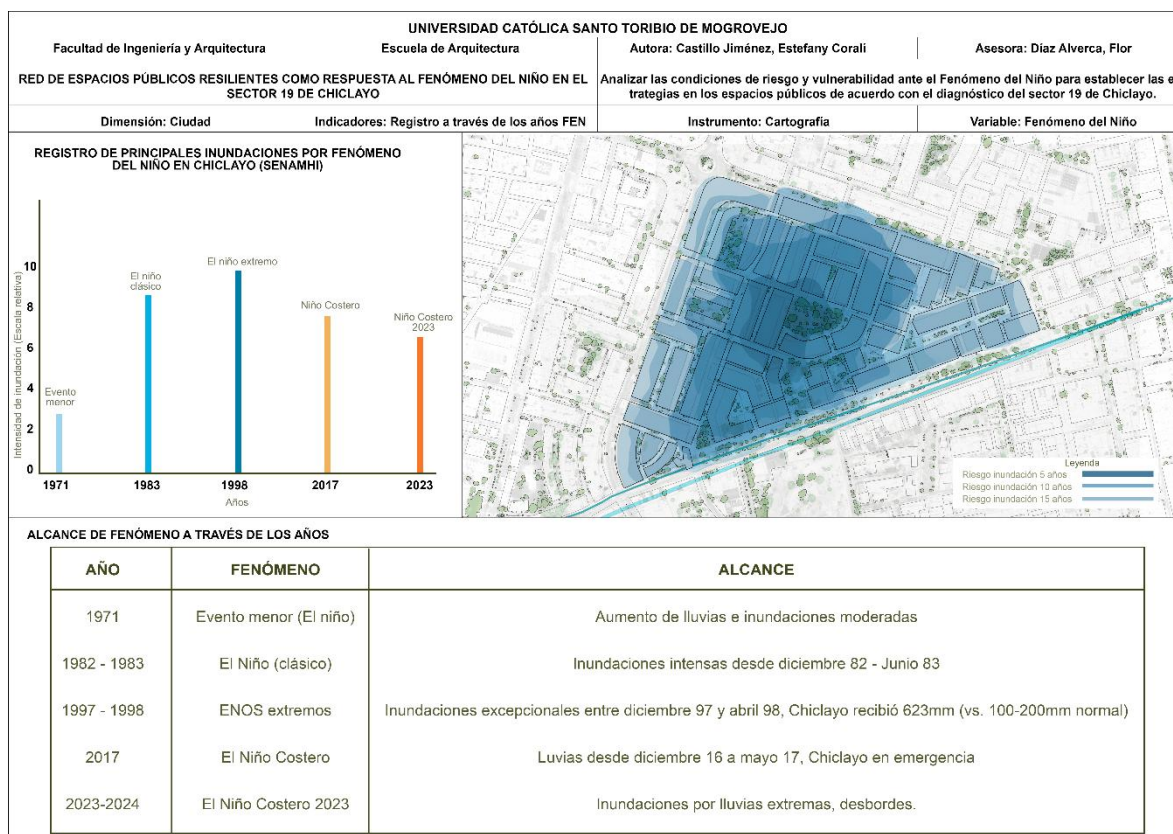 UNIVERSIDAD CATÓLICA SANTO TORIBIO DE MOGROVEJO
Facultad de Ingeniería y Arquitectura
Escuela de Arquitectura
Autora: Castillo Jiménez, Estefany Corali
Asesora: Díaz Alverca, Flor
RED DE ESPACIOS PÚBLICOS RESILIENTES COMO RESPUESTA AL FENÓMENO DEL NIÑO EN EL
SECTOR 19 DE CHICLAYO
Analizar las condiciones de riesgo y vulnerabilidad ante el Fenómeno del Niño para establecer las e
trategias en los espacios públicos de acuerdo con el diagnóstico del sector 19 de Chiclayo.
Dimensión: Ciudad
Indicadores: Registro a través de los años FEN
Instrumento: Cartografía
Variable: Fenómeno del Niño
REGISTRO DE PRINCIPALES INUNDACIONES POR FENÓMENO
DEL NIÑO EN CHICLAYO (SENAMHI)
Intensidad de inundación (Escala relativa)
10
8
6
4
2
0
Evento
menor
El niño
clásico
El niño extremo
Niño Costero
Niño Costero
2023
1971
1983
1998
2017
2023
Años
Leyenda
Riesgo inundación 5 años
Riesgo inundación 10 años
Riesgo inundación 15 años
ALCANCE DE FENÓMENO A TRAVÉS DE LOS AÑOS
AÑO
FENÓMENO
ALCANCE
1971
Evento menor (El niño)
Aumento de lluvias e inundaciones moderadas
1982 - 1983
El Niño (clásico)
Inundaciones intensas desde diciembre 82 - Junio 83
1997 - 1998
ENOS extremos
Inundaciones excepcionales entre diciembre 97 y abril 98, Chiclayo recibió 623mm (vs. 100-200mm normal)
2017
El Niño Costero
Luvias desde diciembre 16 a mayo 17, Chiclayo en emergencia
2023-2024
El Niño Costero 2023
Inundaciones por lluvias extremas, desbordes.